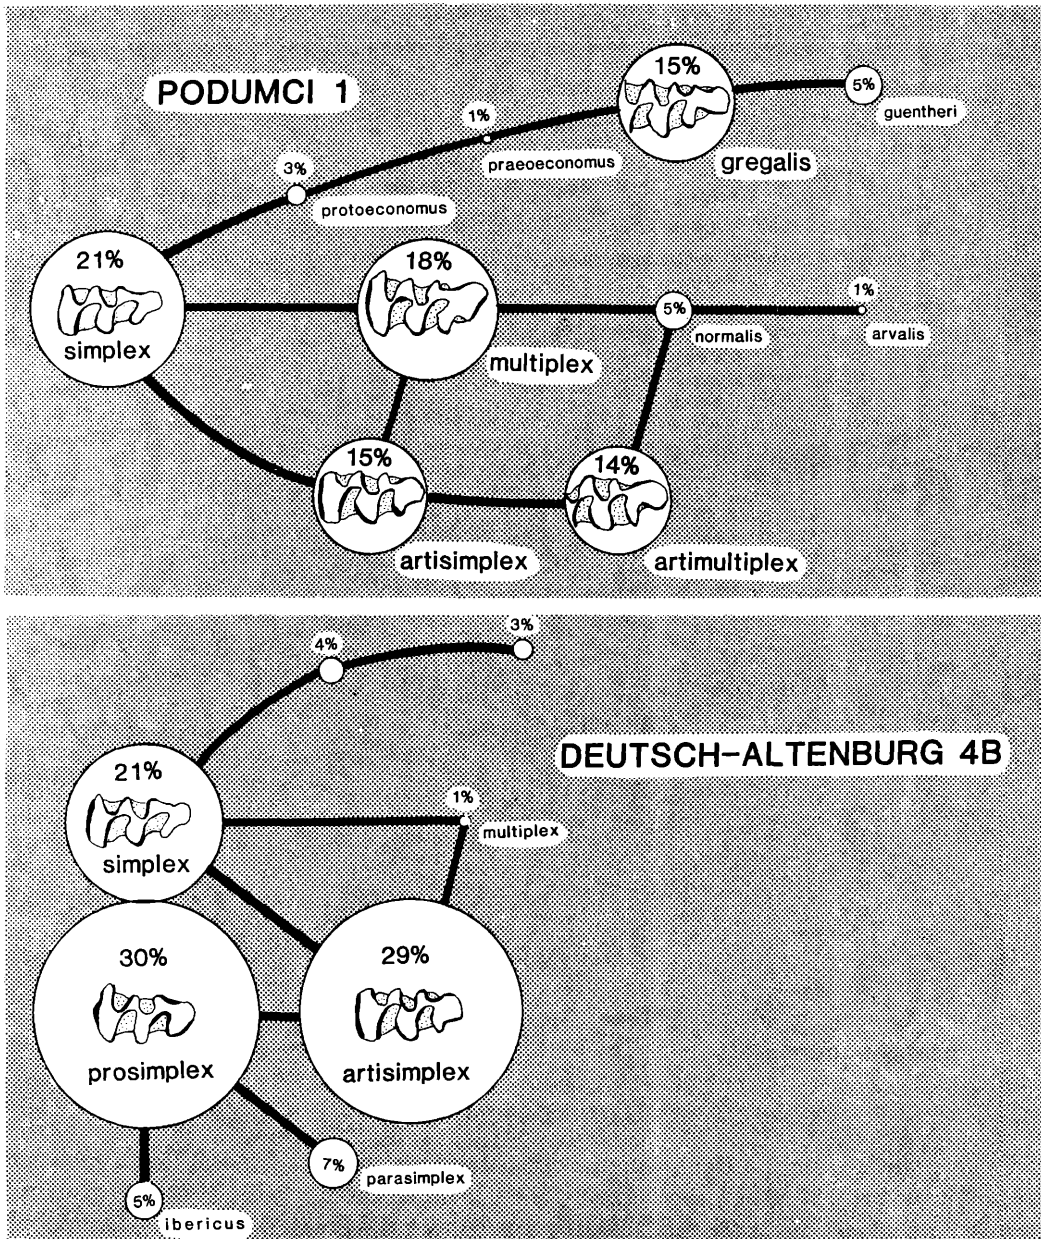 PODUMCI 1
15%
5%
guentheri
1%
praeoeconomus
gregalis
3%
protoeconomus
21%
simplex
18%
multiplex
5%
normalis
1%
arvalis
15%
artisimplex
14%
artimultiplex
3%
4%
DEUTSCH-ALTENBURG 4B
21%
simplex
1%
multiplex
30%
prosimplex
29%
artisimplex
7%
parasimplex
5%
ibericus